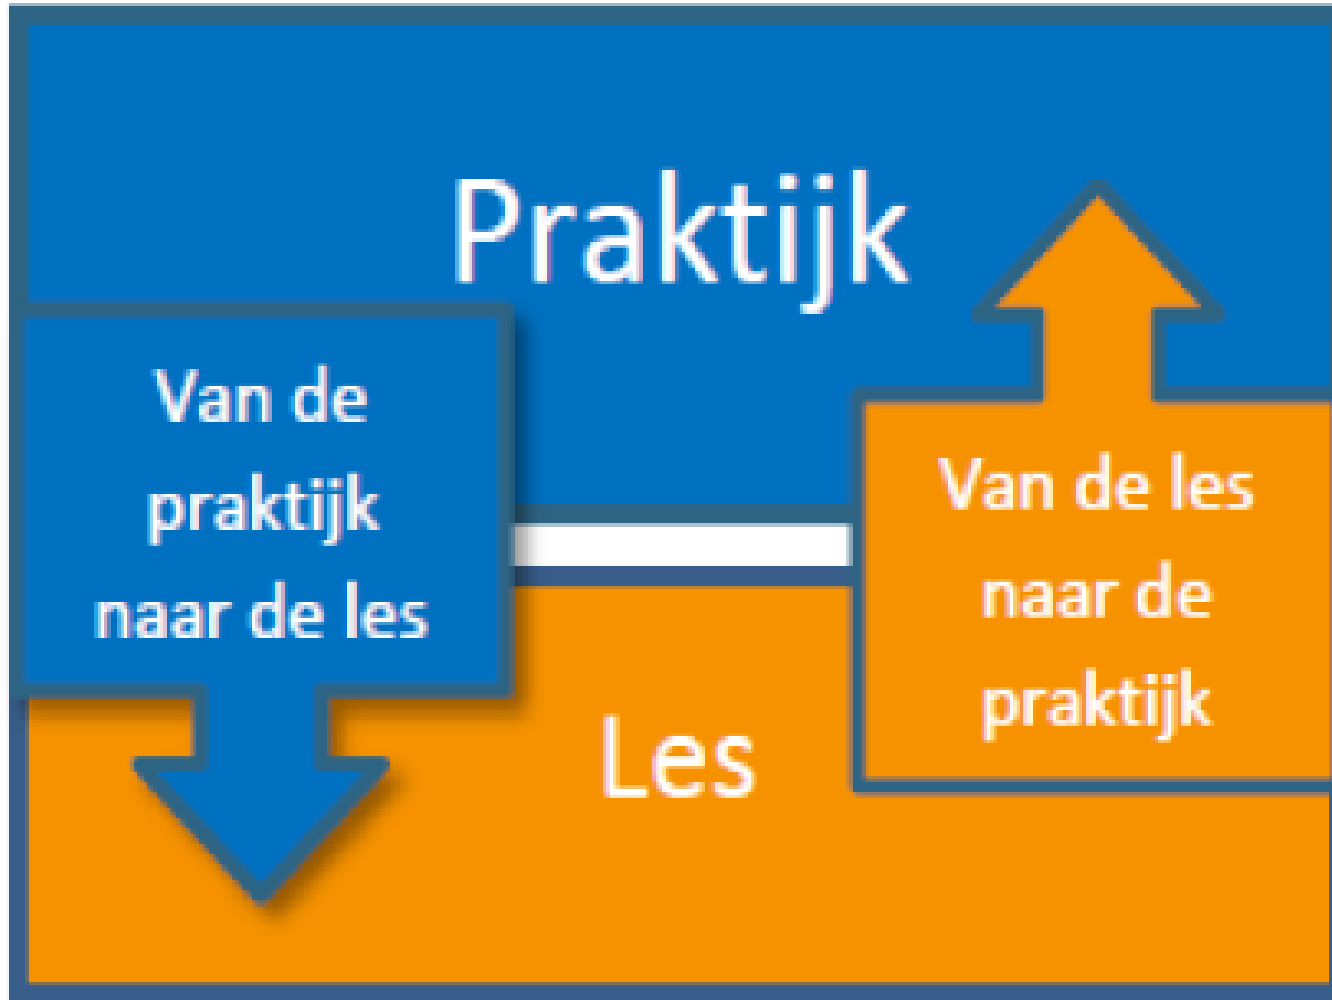 Praktijk
Van de
praktijk
naar de les
Van de les
naar de
praktijk
Les